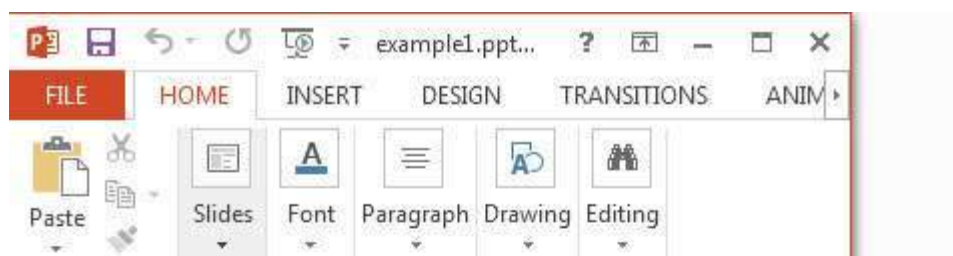 example1.ppt... ?
FILE HOME INSERT DESIGN TRANSITIONS ANIM
Paste Slides Font Paragraph Drawing Editing